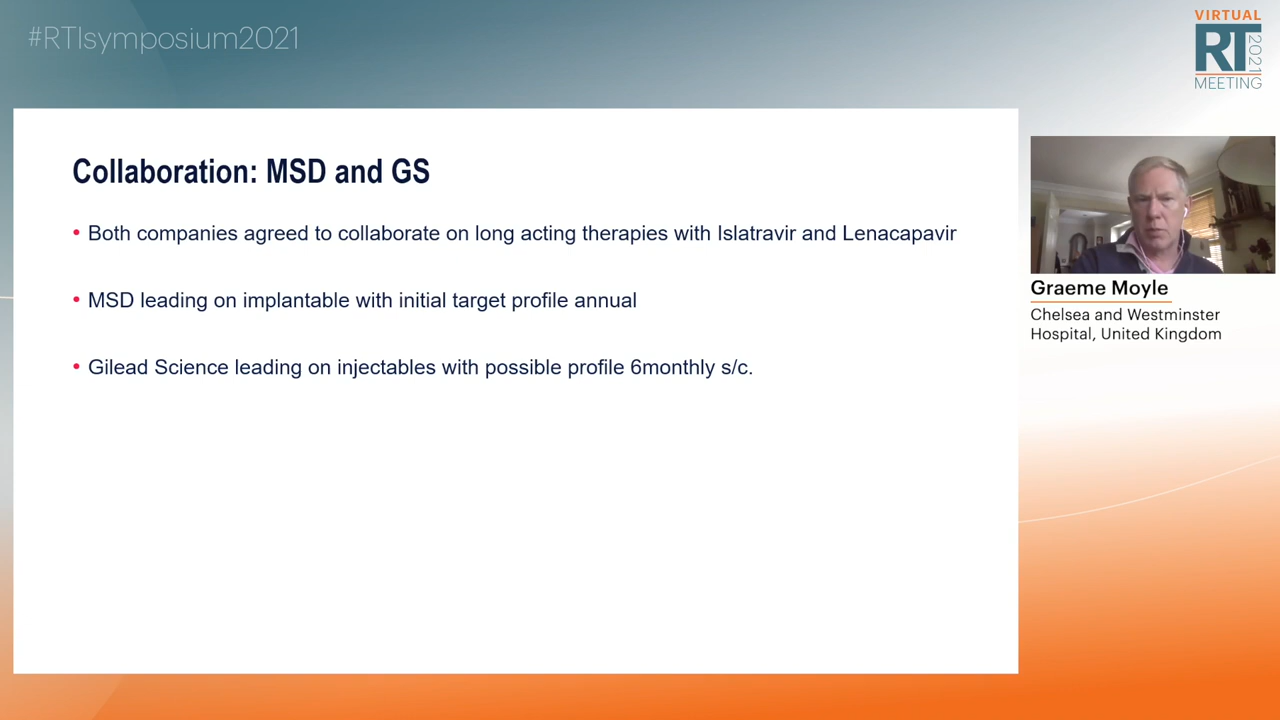 #RTIsymposium2021
VIRTUAL
RT
2021
MEETING
Collaboration: MSD and GS
• Both companies agreed to collaborate on long acting therapies with Islatravir and Lenacapavir
• MSD leading on implantable with initial target profile annual
• Gilead Science leading on injectables with possible profile 6monthly s/c.
Graeme Moyle
Chelsea and Westminster
Hospital, United Kingdom